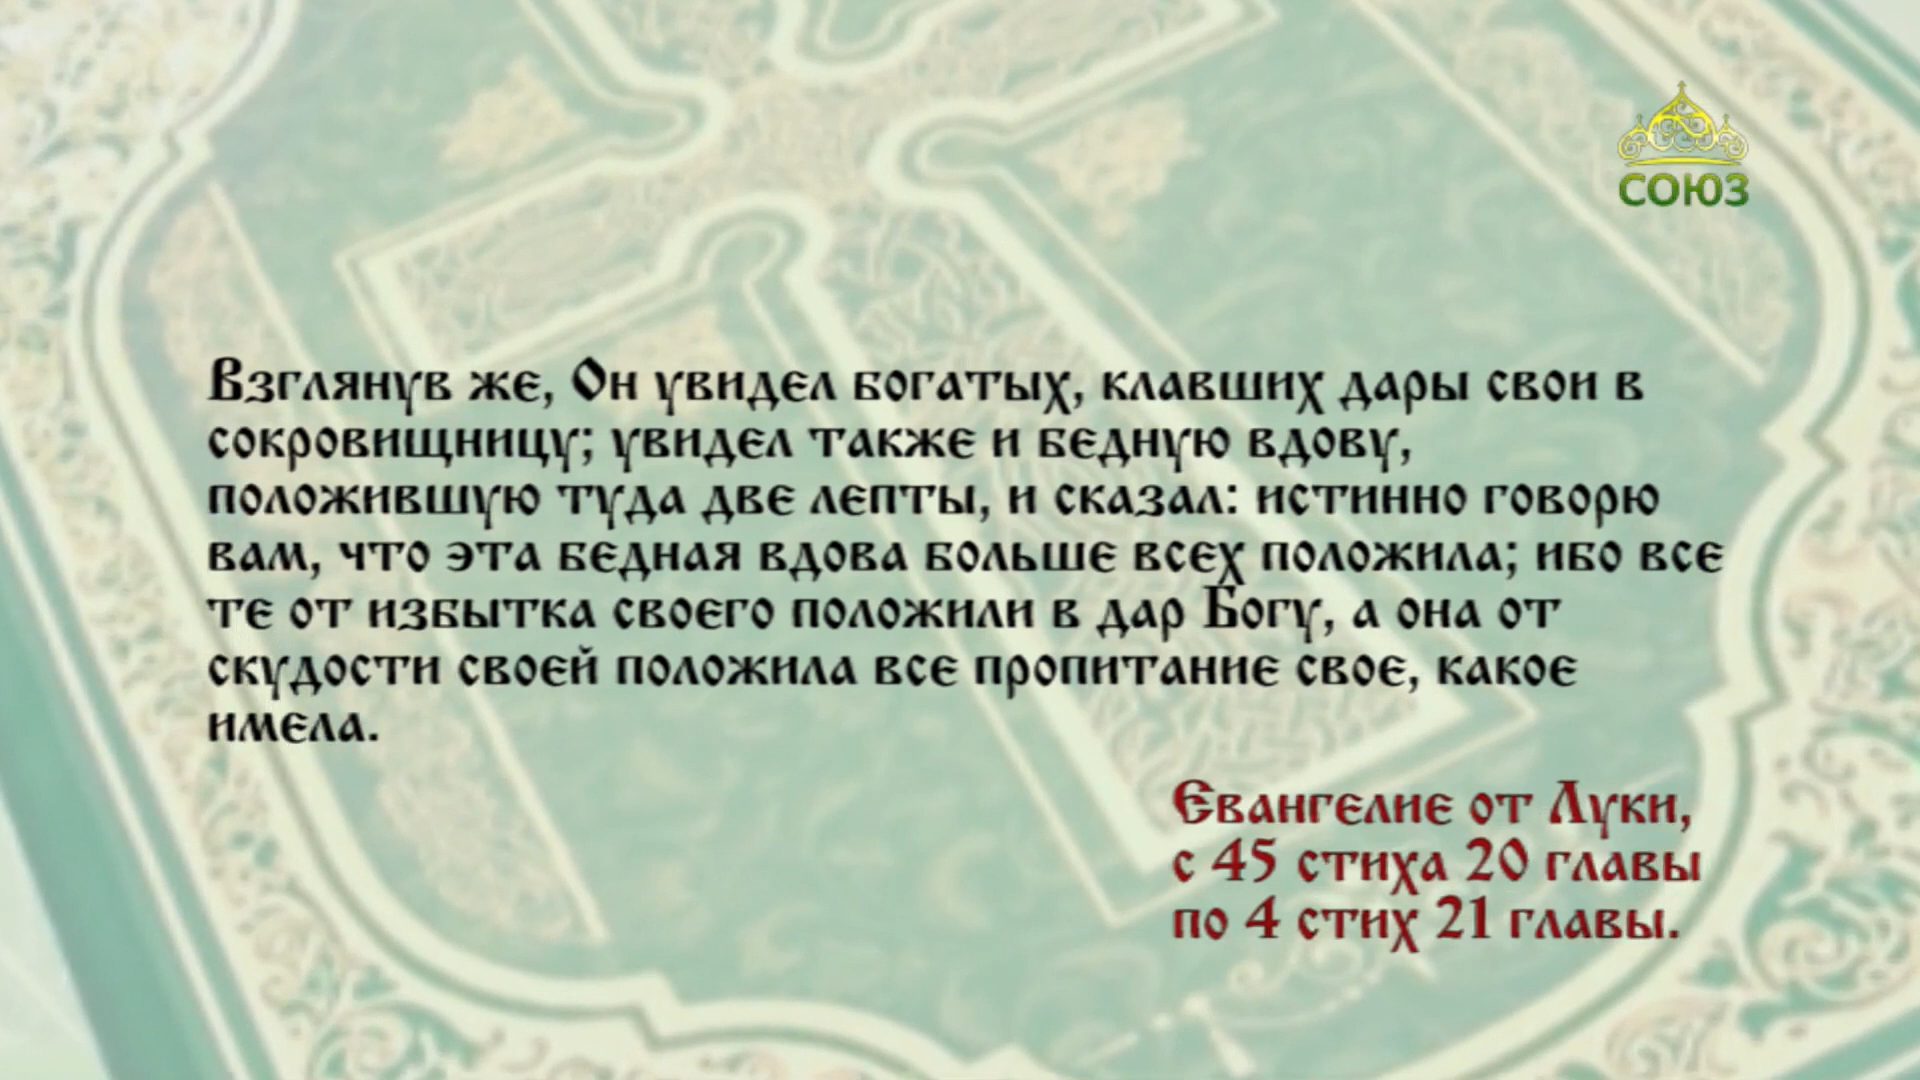 СОЮЗ
Взглянув же, Он увидел богатых, клавших дары свои в
сокровищницу; увидел также и бедную вдову,
положившую туда две лепты, и сказал: истинно говорю
вам, что эта бедная вдова больше всех положила; ибо все
те от избытка своего положили в дар Богу, а она от
скудости своей положила все пропитание свое, какое
имела.
Евангелие от Луки,
с 45 стиха 20 главы
по 4 стих 21 главы.